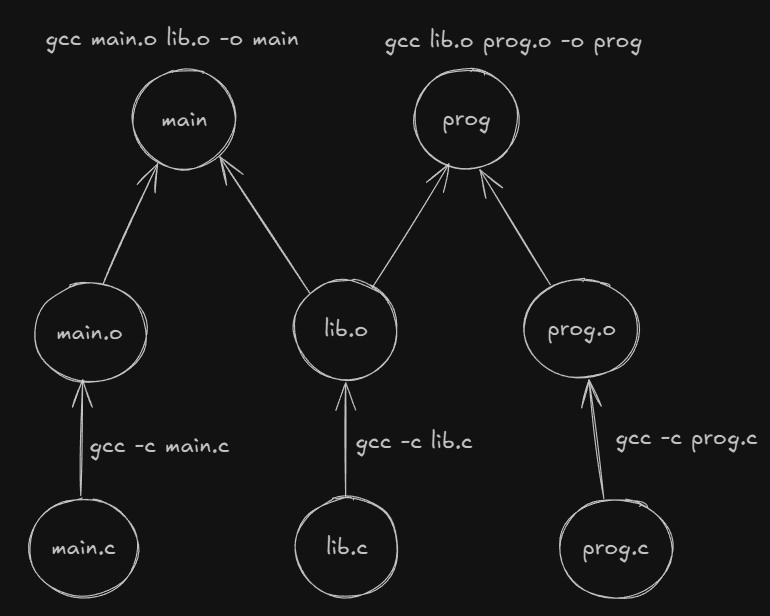 gcc main.o lib.o -o main
gcc lib.o prog.o -o prog
main
prog
main.o
lib.o
prog.o
gcc -c main.c
gcc -c lib.c
gcc -c prog.c
main.c
lib.c
prog.c